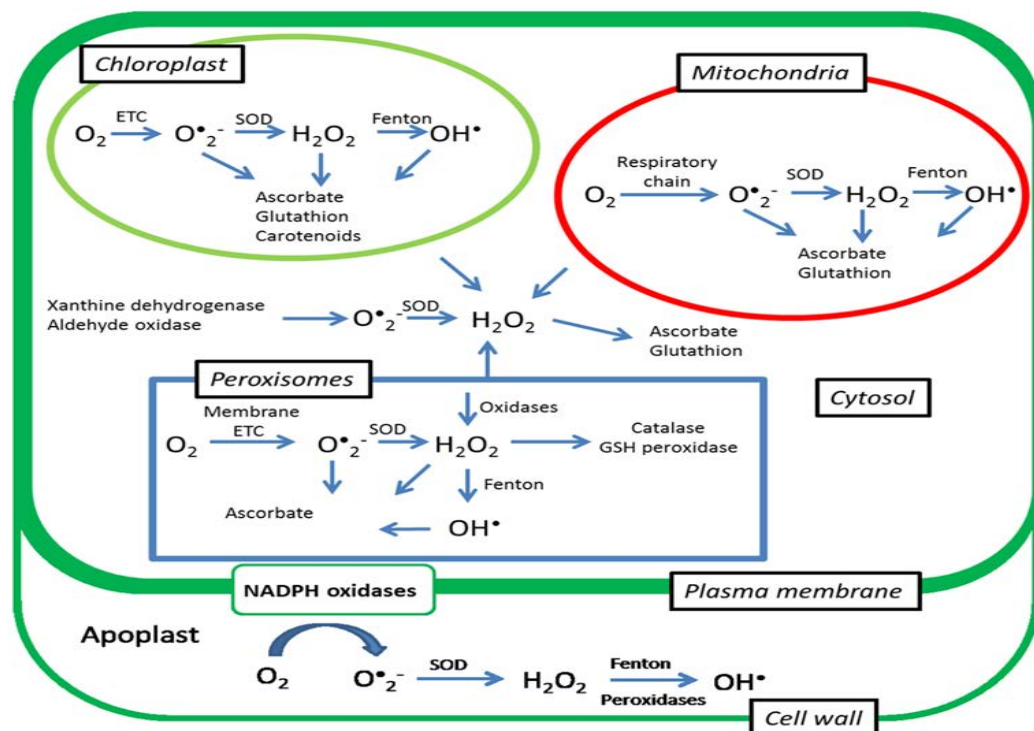 Chloroplast
O₂ ETC O•₂⁻ SOD H₂O₂ Fenton OH•
Ascorbate
Glutathion
Carotenoids
Mitochondria
Respiratory
chain
O₂ O•₂⁻ SOD H₂O₂ Fenton OH•
Ascorbate
Glutathion
Xanthine dehydrogenase
Aldehyde oxidase
O•₂⁻ SOD H₂O₂
Ascorbate
Glutathion
Cytosol
Peroxisomes
Oxidases
Membrane
ETC
O₂ O•₂⁻ SOD H₂O₂
Catalase
GSH peroxidase
Fenton
Ascorbate
OH•
NADPH oxidases
Plasma membrane
Apoplast
O₂ O•₂⁻ SOD H₂O₂ Fenton OH•
Peroxidases
Cell wall